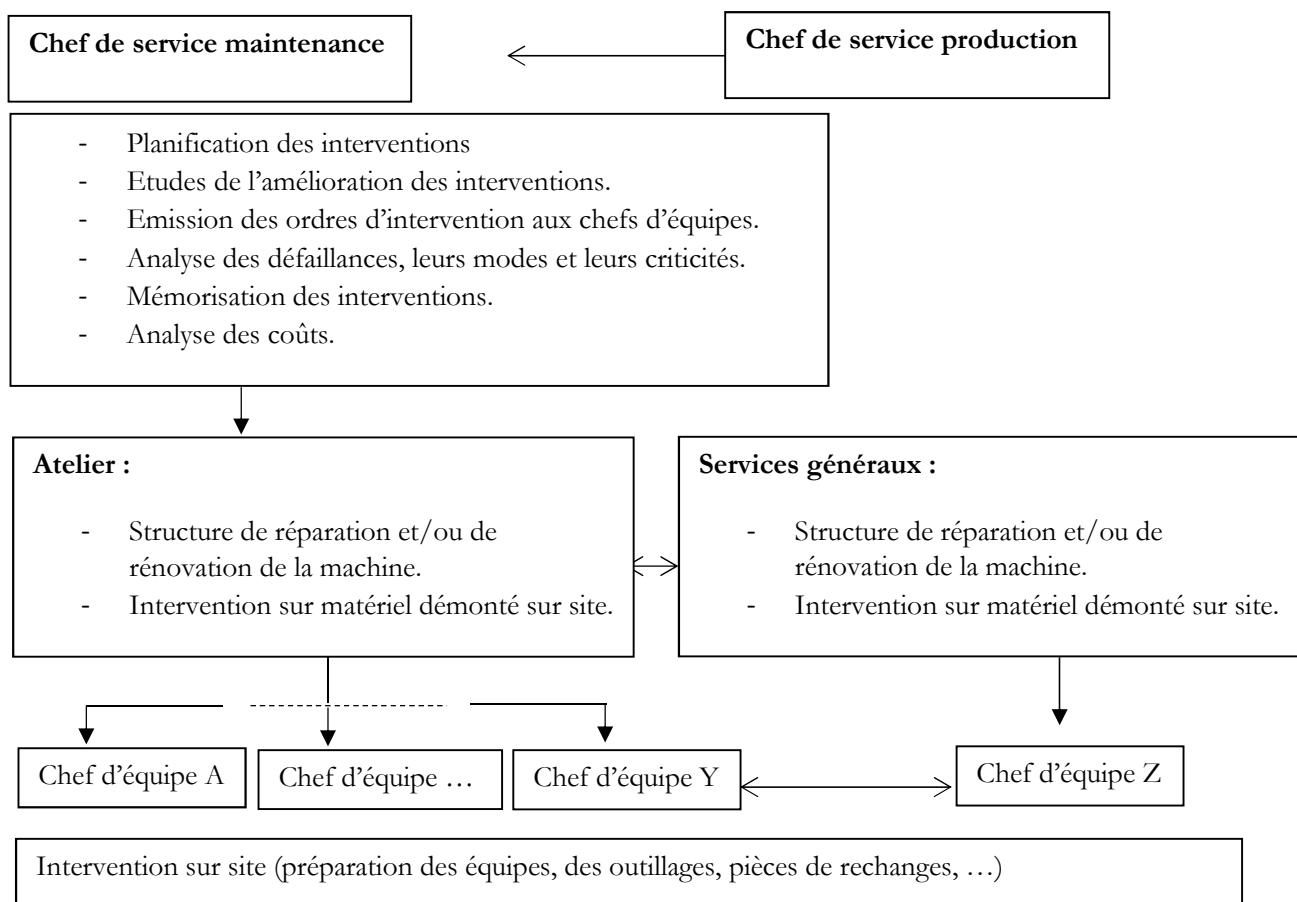 Chef de service maintenance
Chef de service production
- Planification des interventions
- Etudes de l’amélioration des interventions.
- Emission des ordres d’intervention aux chefs d’équipes.
- Analyse des défaillances, leurs modes et leurs criticités.
- Mémorisation des interventions.
- Analyse des coûts.
Atelier :
- Structure de réparation et/ou de
rénovation de la machine.
- Intervention sur matériel démonté sur site.
Services généraux :
- Structure de réparation et/ou de
rénovation de la machine.
- Intervention sur matériel démonté sur site.
Chef d’équipe A
Chef d’équipe …
Chef d’équipe Y
Chef d’équipe Z
Intervention sur site (préparation des équipes, des outillages, pièces de rechanges, …)